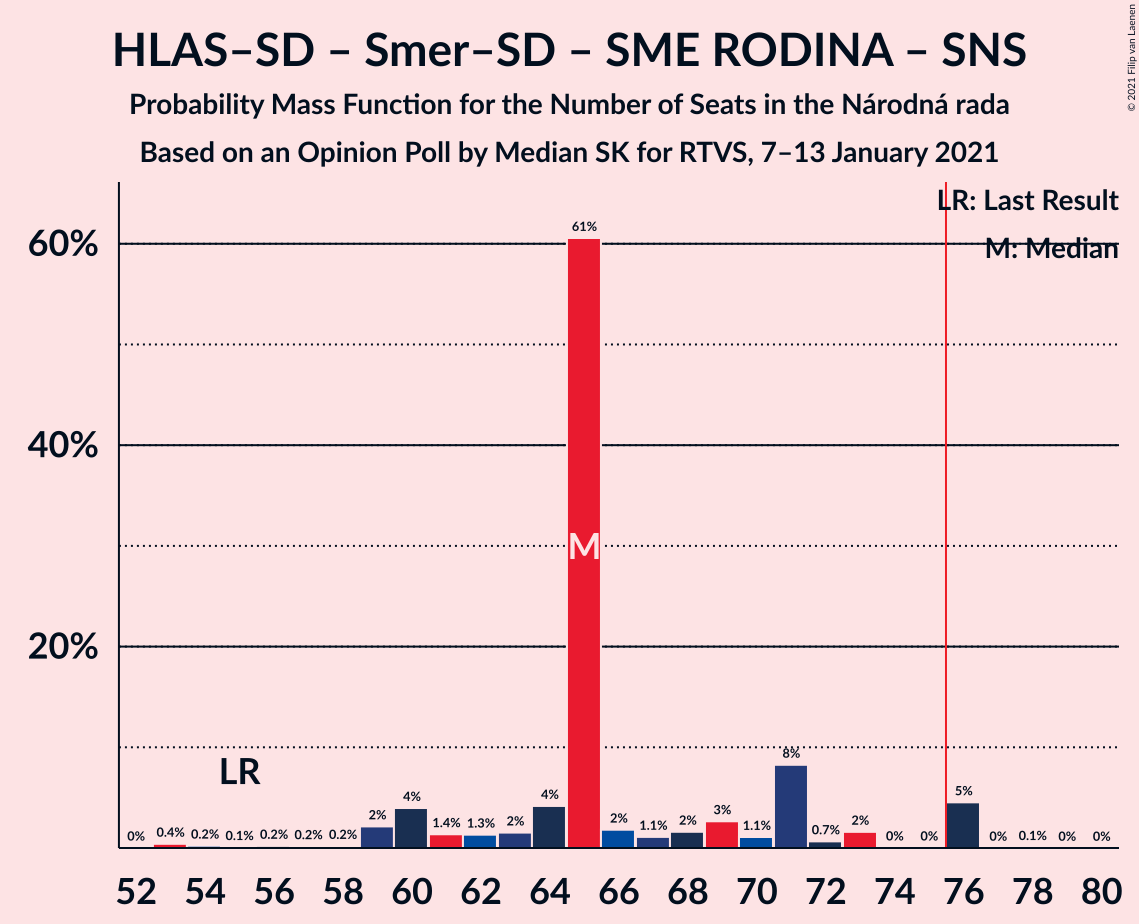 HLAS–SD – Smer–SD – SME RODINA – SNS
Probability Mass Function for the Number of Seats in the Národná rada
Based on an Opinion Poll by Median SK for RTVS, 7–13 January 2021
© 2021 Filip van Laenen
LR: Last Result
M: Median
60%
40%
20%
LR
M
0% 0.4% 0.2% 0.1% 0.2% 0.2% 0.2% 2% 4% 1.4% 1.3% 2% 4% 61% 2% 1.1% 2% 3% 1.1% 8% 0.7% 2% 0% 0% 5% 0% 0.1% 0% 0%
52 54 56 58 60 62 64 66 68 70 72 74 76 78 80